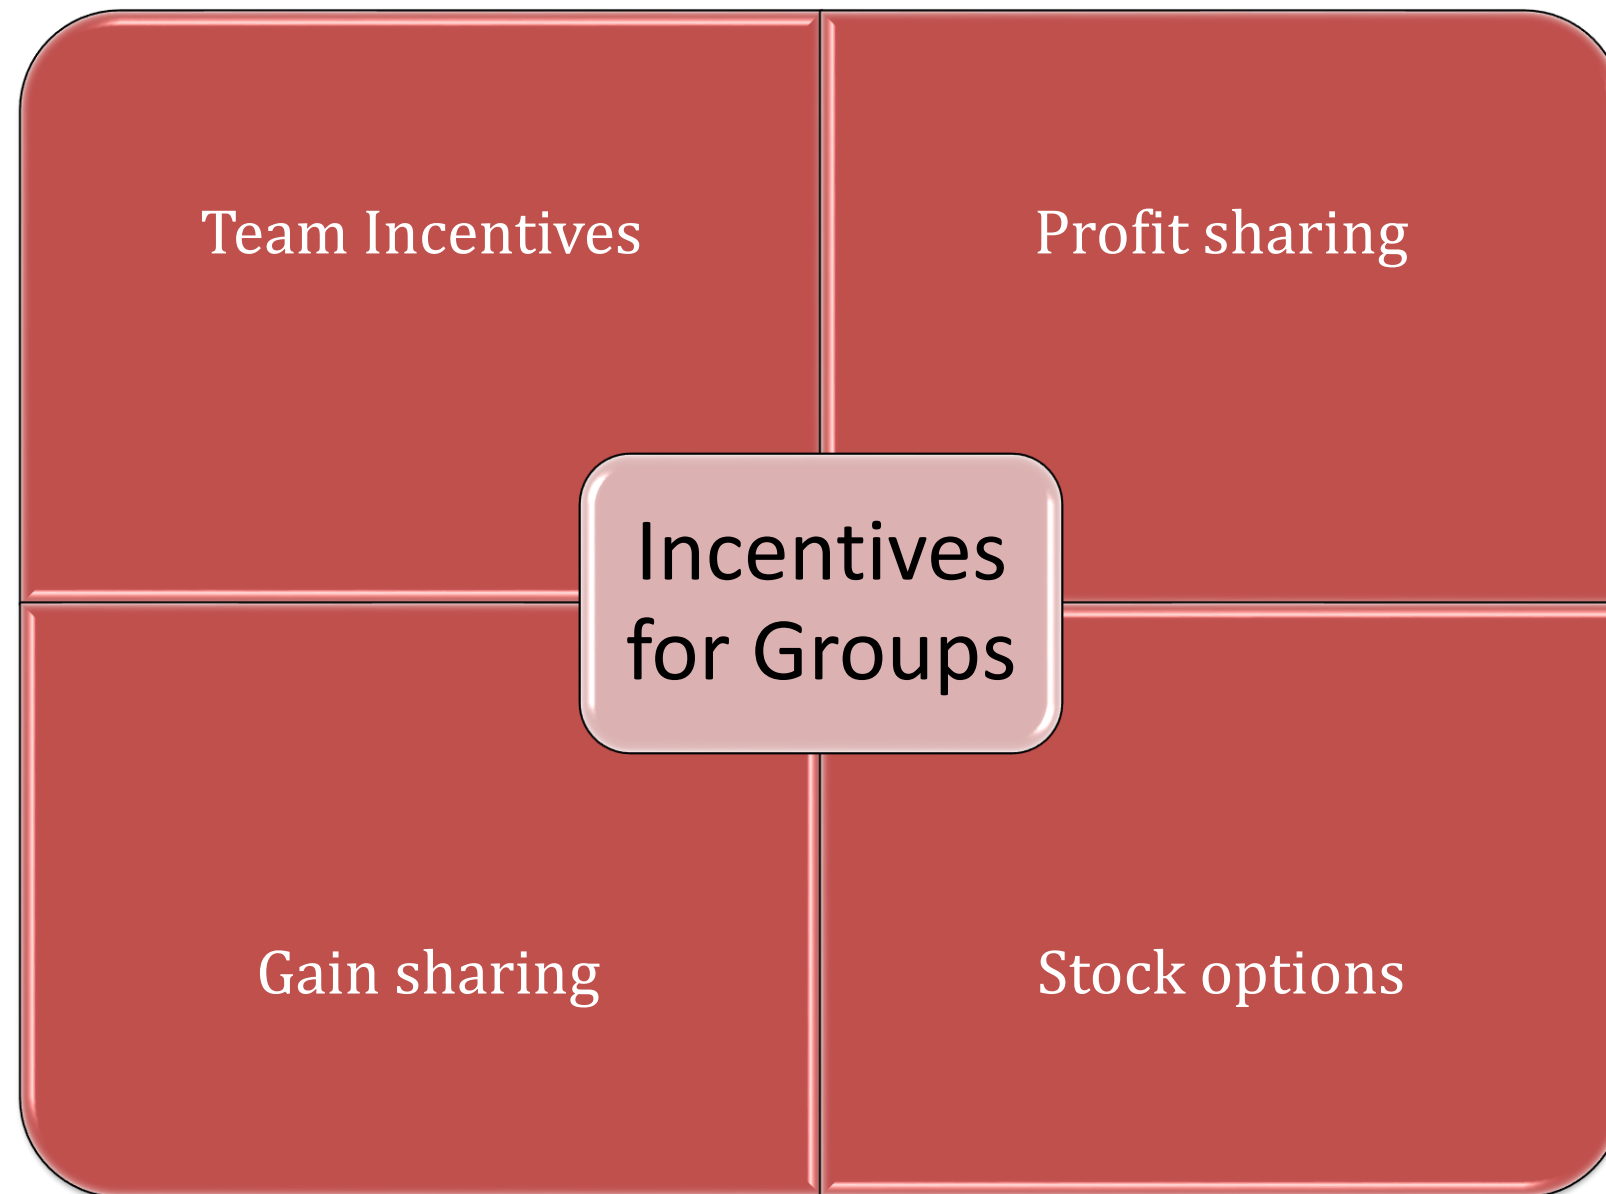 Team Incentives
Profit sharing
Incentives
for Groups
Gain sharing
Stock options